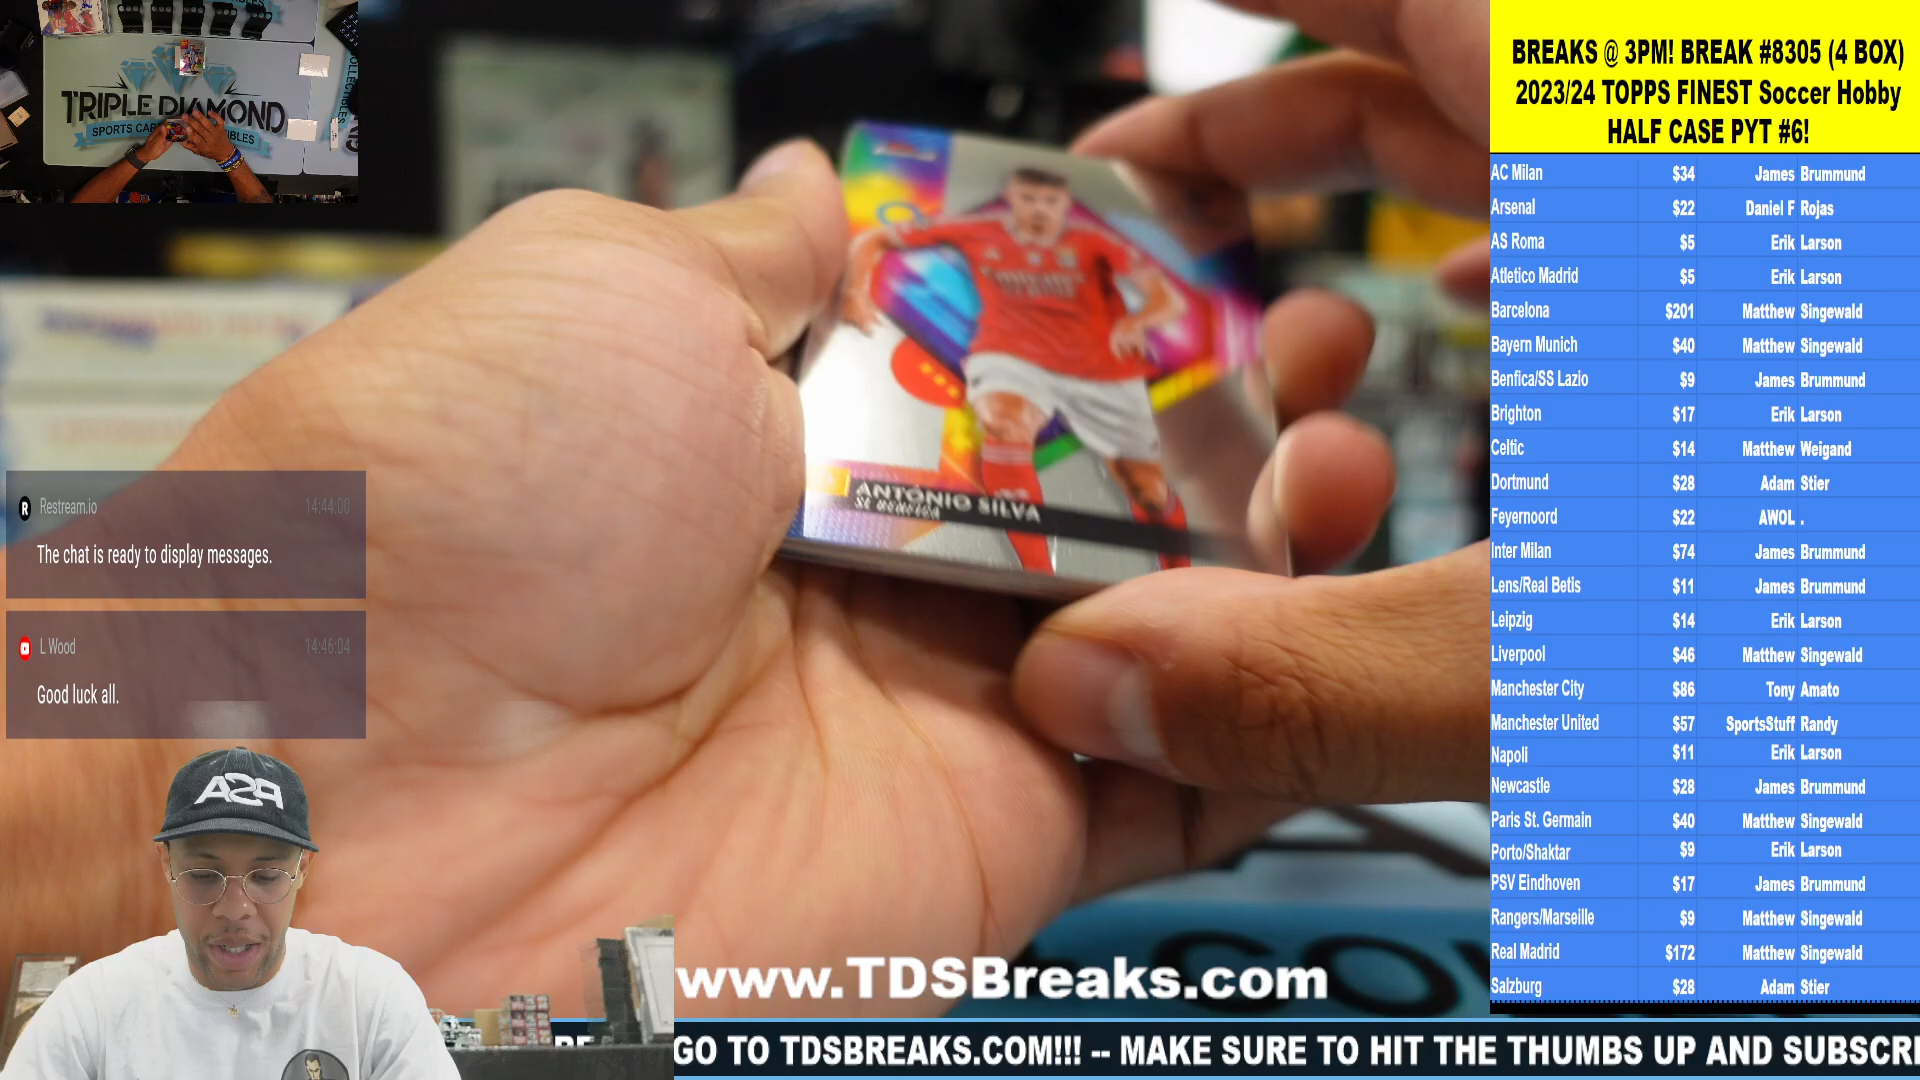 TRIPLE DIAMOND
SPORTS CAR
IBLES
BREAKS @ 3PM! BREAK #8305 (4 BOX)
2023/24 TOPPS FINEST Soccer Hobby
HALF CASE PYT #6!
AC Milan $34 James Brummund
Arsenal $22 Daniel F Rojas
AS Roma $5 Erik Larson
Atletico Madrid $5 Erik Larson
Barcelona $201 Matthew Singewald
Bayern Munich $40 Matthew Singewald
Benfica/SS Lazio $9 James Brummund
Brighton $17 Erik Larson
Celtic $14 Matthew Weigand
Dortmund $28 Adam Stier
Feyernoord $22 AWOL .
Inter Milan $74 James Brummund
Lens/Real Betis $11 James Brummund
Leipzig $14 Erik Larson
Liverpool $46 Matthew Singewald
Manchester City $86 Tony Amato
Manchester United $57 SportsStuff Randy
Napoli $11 Erik Larson
Newcastle $28 James Brummund
Paris St. Germain $40 Matthew Singewald
Porto/Shaktar $9 Erik Larson
PSV Eindhoven $17 James Brummund
Rangers/Marseille $9 Matthew Singewald
Real Madrid $172 Matthew Singewald
Salzburg $28 Adam Stier
ANTÓNIO SILVA
SL BENFICA
Restream.io 14:44:00
The chat is ready to display messages.
L Wood 14:46:04
Good luck all.
PSA
www.TDSBreaks.com
GO TO TDSBREAKS.COM!!! -- MAKE SURE TO HIT THE THUMBS UP AND SUBSCRI